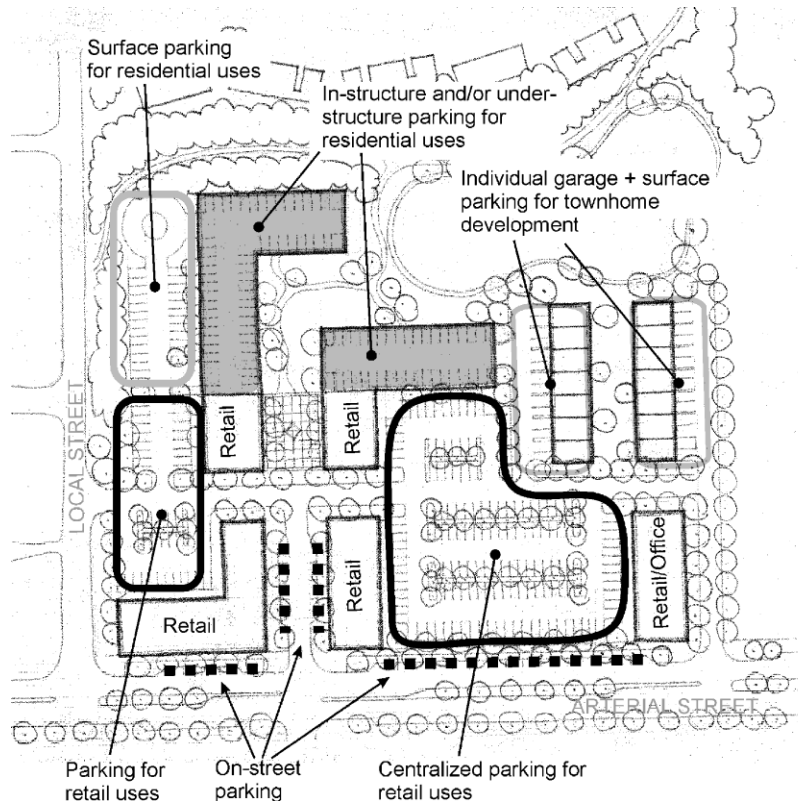 Surface parking
for residential uses
In-structure and/or under-
structure parking for
residential uses
Individual garage + surface
parking for townhome
development
LOCAL STREET
Retail
Retail
Retail
Retail
Retail/Office
ARTERIAL STREET
Parking for
retail uses
On-street
parking
Centralized parking for
retail uses